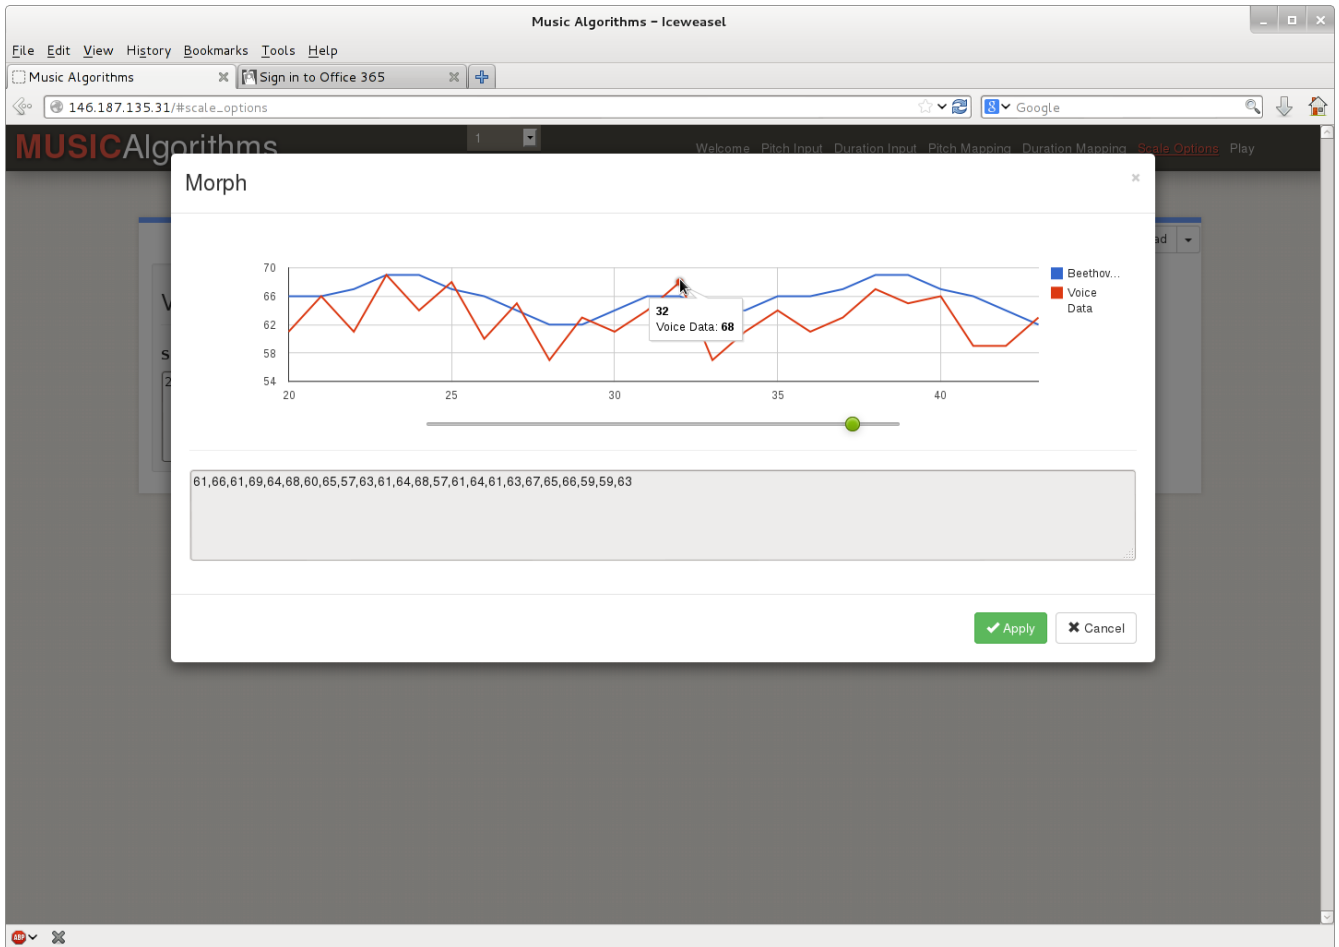 Music Algorithms – Iceweasel
File Edit View History Bookmarks Tools Help
Music Algorithms
Sign in to Office 365
146.187.135.31/#scale_options
Google
MUSICAlgorithms
1
Welcome Pitch Input Duration Input Pitch Mapping Duration Mapping Scale Options Play
Morph
×
70
66
62
58
54
20 25 30 35 40
Beethov...
Voice
Data
32
Voice Data: 68
61,66,61,69,64,68,60,65,57,63,61,64,68,57,61,64,61,63,67,65,66,59,59,63
Apply
Cancel
ABP